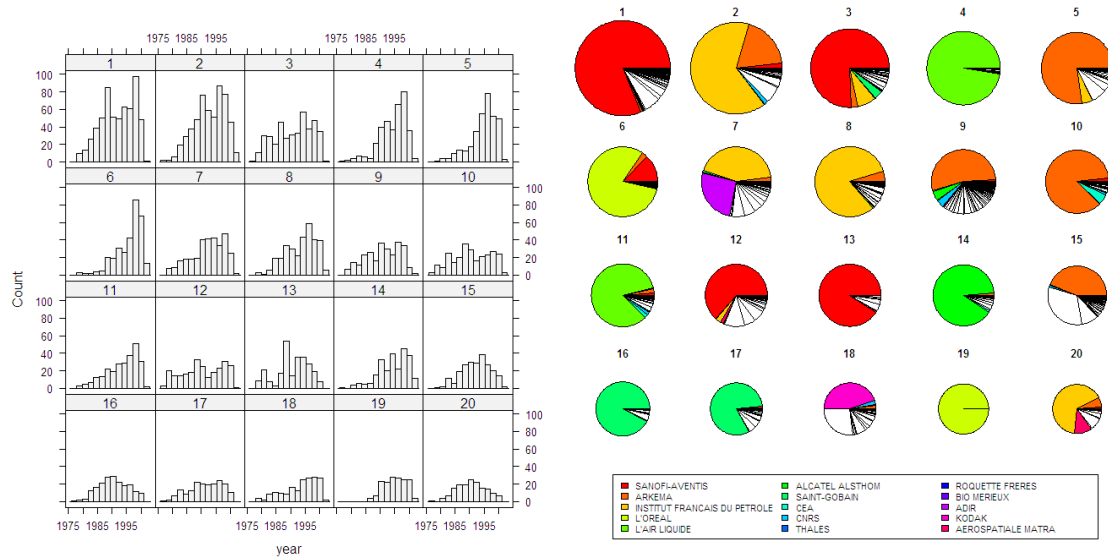 1975 1985 1995 1975 1985 1995
1 2 3 4 5
100
80
60
40
20
0
6 7 8 9 10
100
80
60
40
20
0
11 12 13 14 15
100
80
60
40
20
0
16 17 18 19 20
100
80
60
40
20
0
1975 1985 1995 1975 1985 1995 1975 1985 1995
Count
year
1 2 3 4 5
6 7 8 9 10
11 12 13 14 15
16 17 18 19 20
SANOFI-AVENTIS
ARKEMA
INSTITUT FRANCAIS DU PETROLE
L'OREAL
L'AIR LIQUIDE
ALCATEL ALSTHOM
SAINT-GOBAIN
CEA
CNRS
THALES
ROQUETTE FRERES
BIO MERIEUX
ADIR
KODAK
AEROSPATIALE MATRA